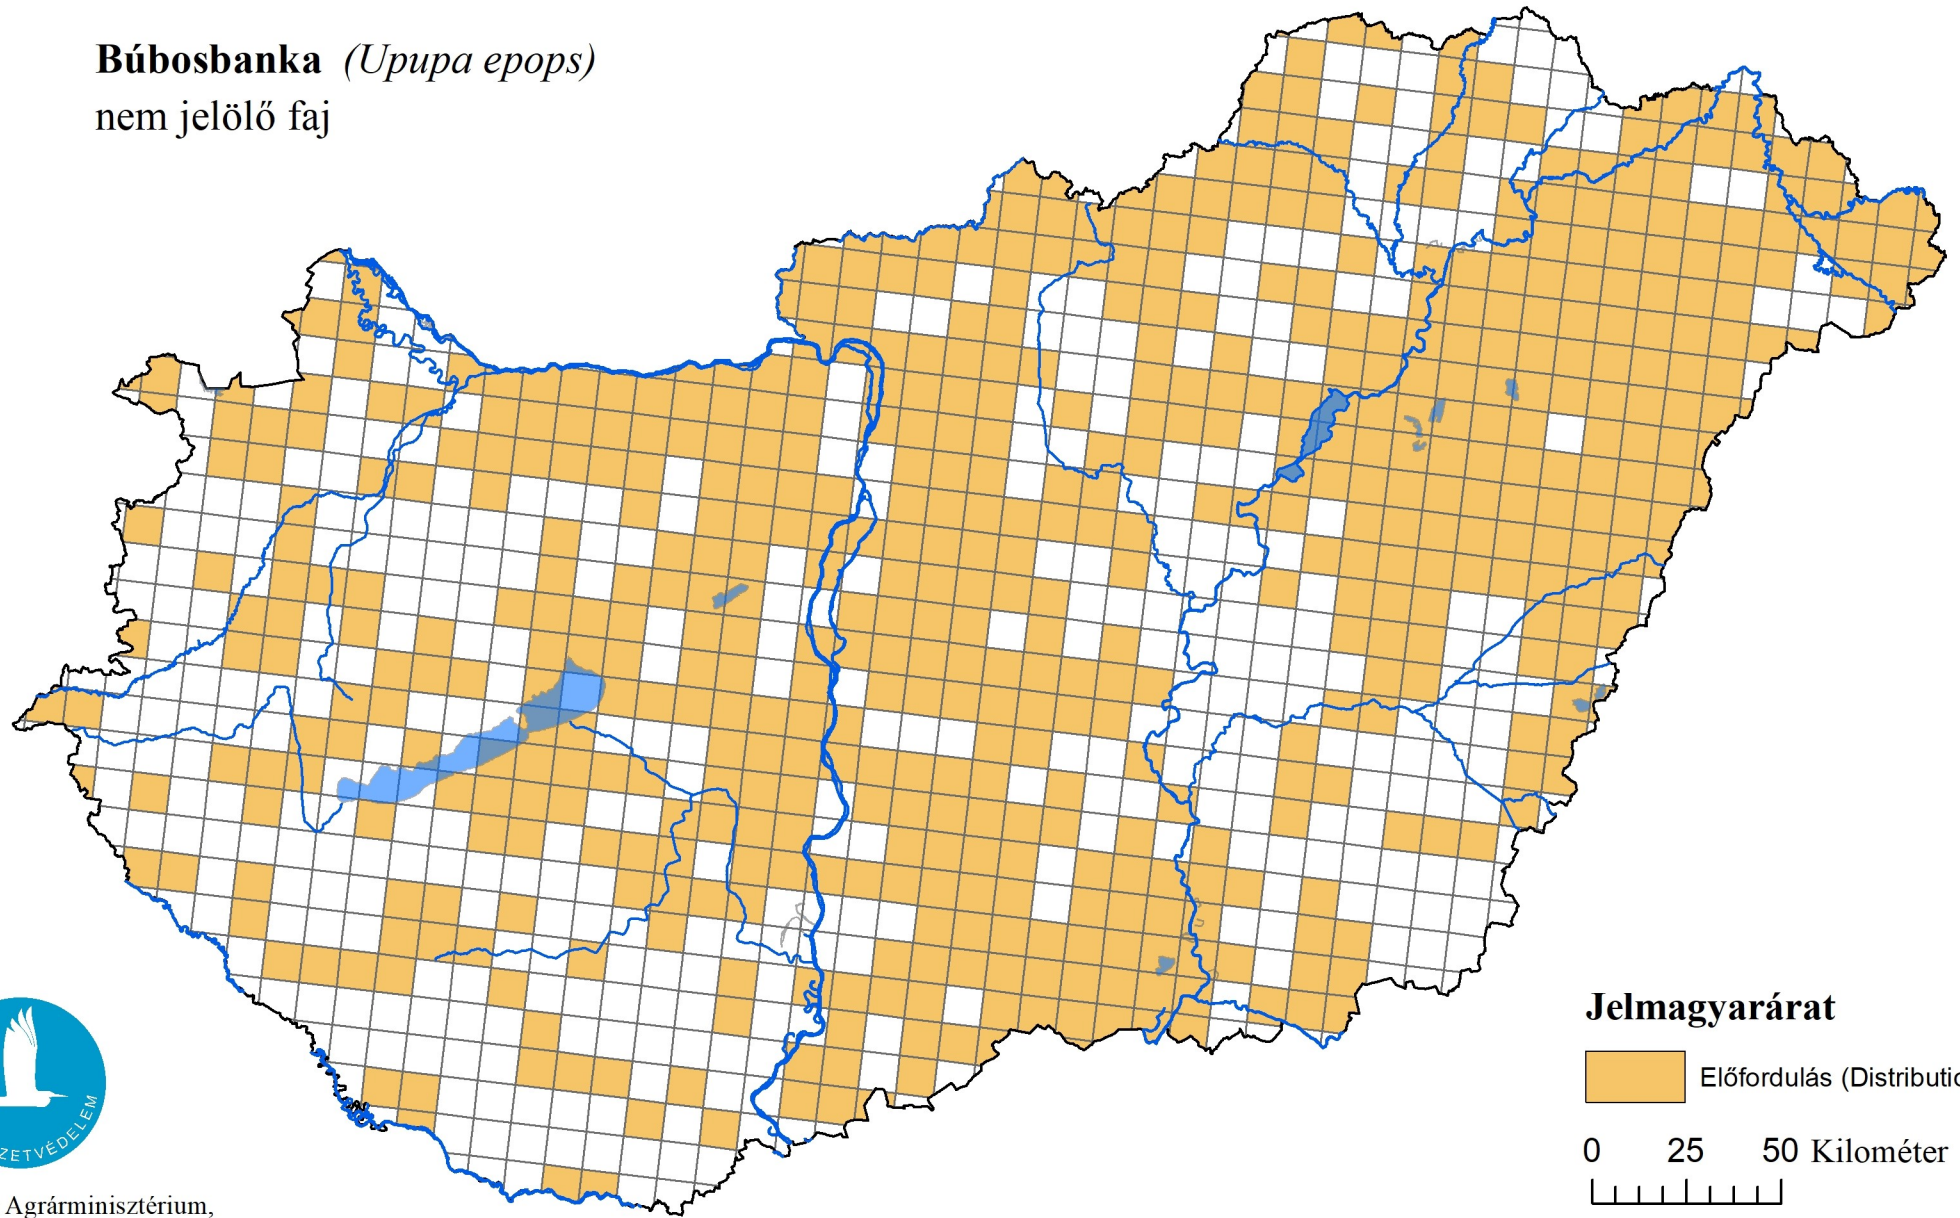 Búbosbanka (Upupa epops)
nem jelölő faj
Jelmagyarárat
Előfordulás (Distributio
0 25 50 Kilométer
ZETVÉDELEM
Agrárminisztérium,